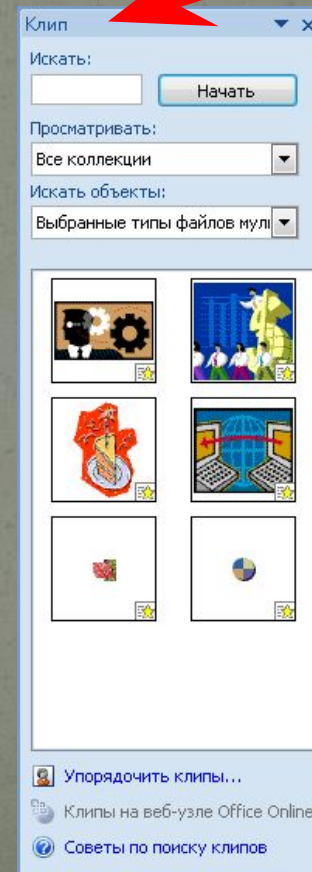 Клип
Искать:
Начать
Просматривать:
Все коллекции
Искать объекты:
Выбранные типы файлов мул
Упорядочить клипы...
Клипы на веб-узле Office Online
Советы по поиску клипов